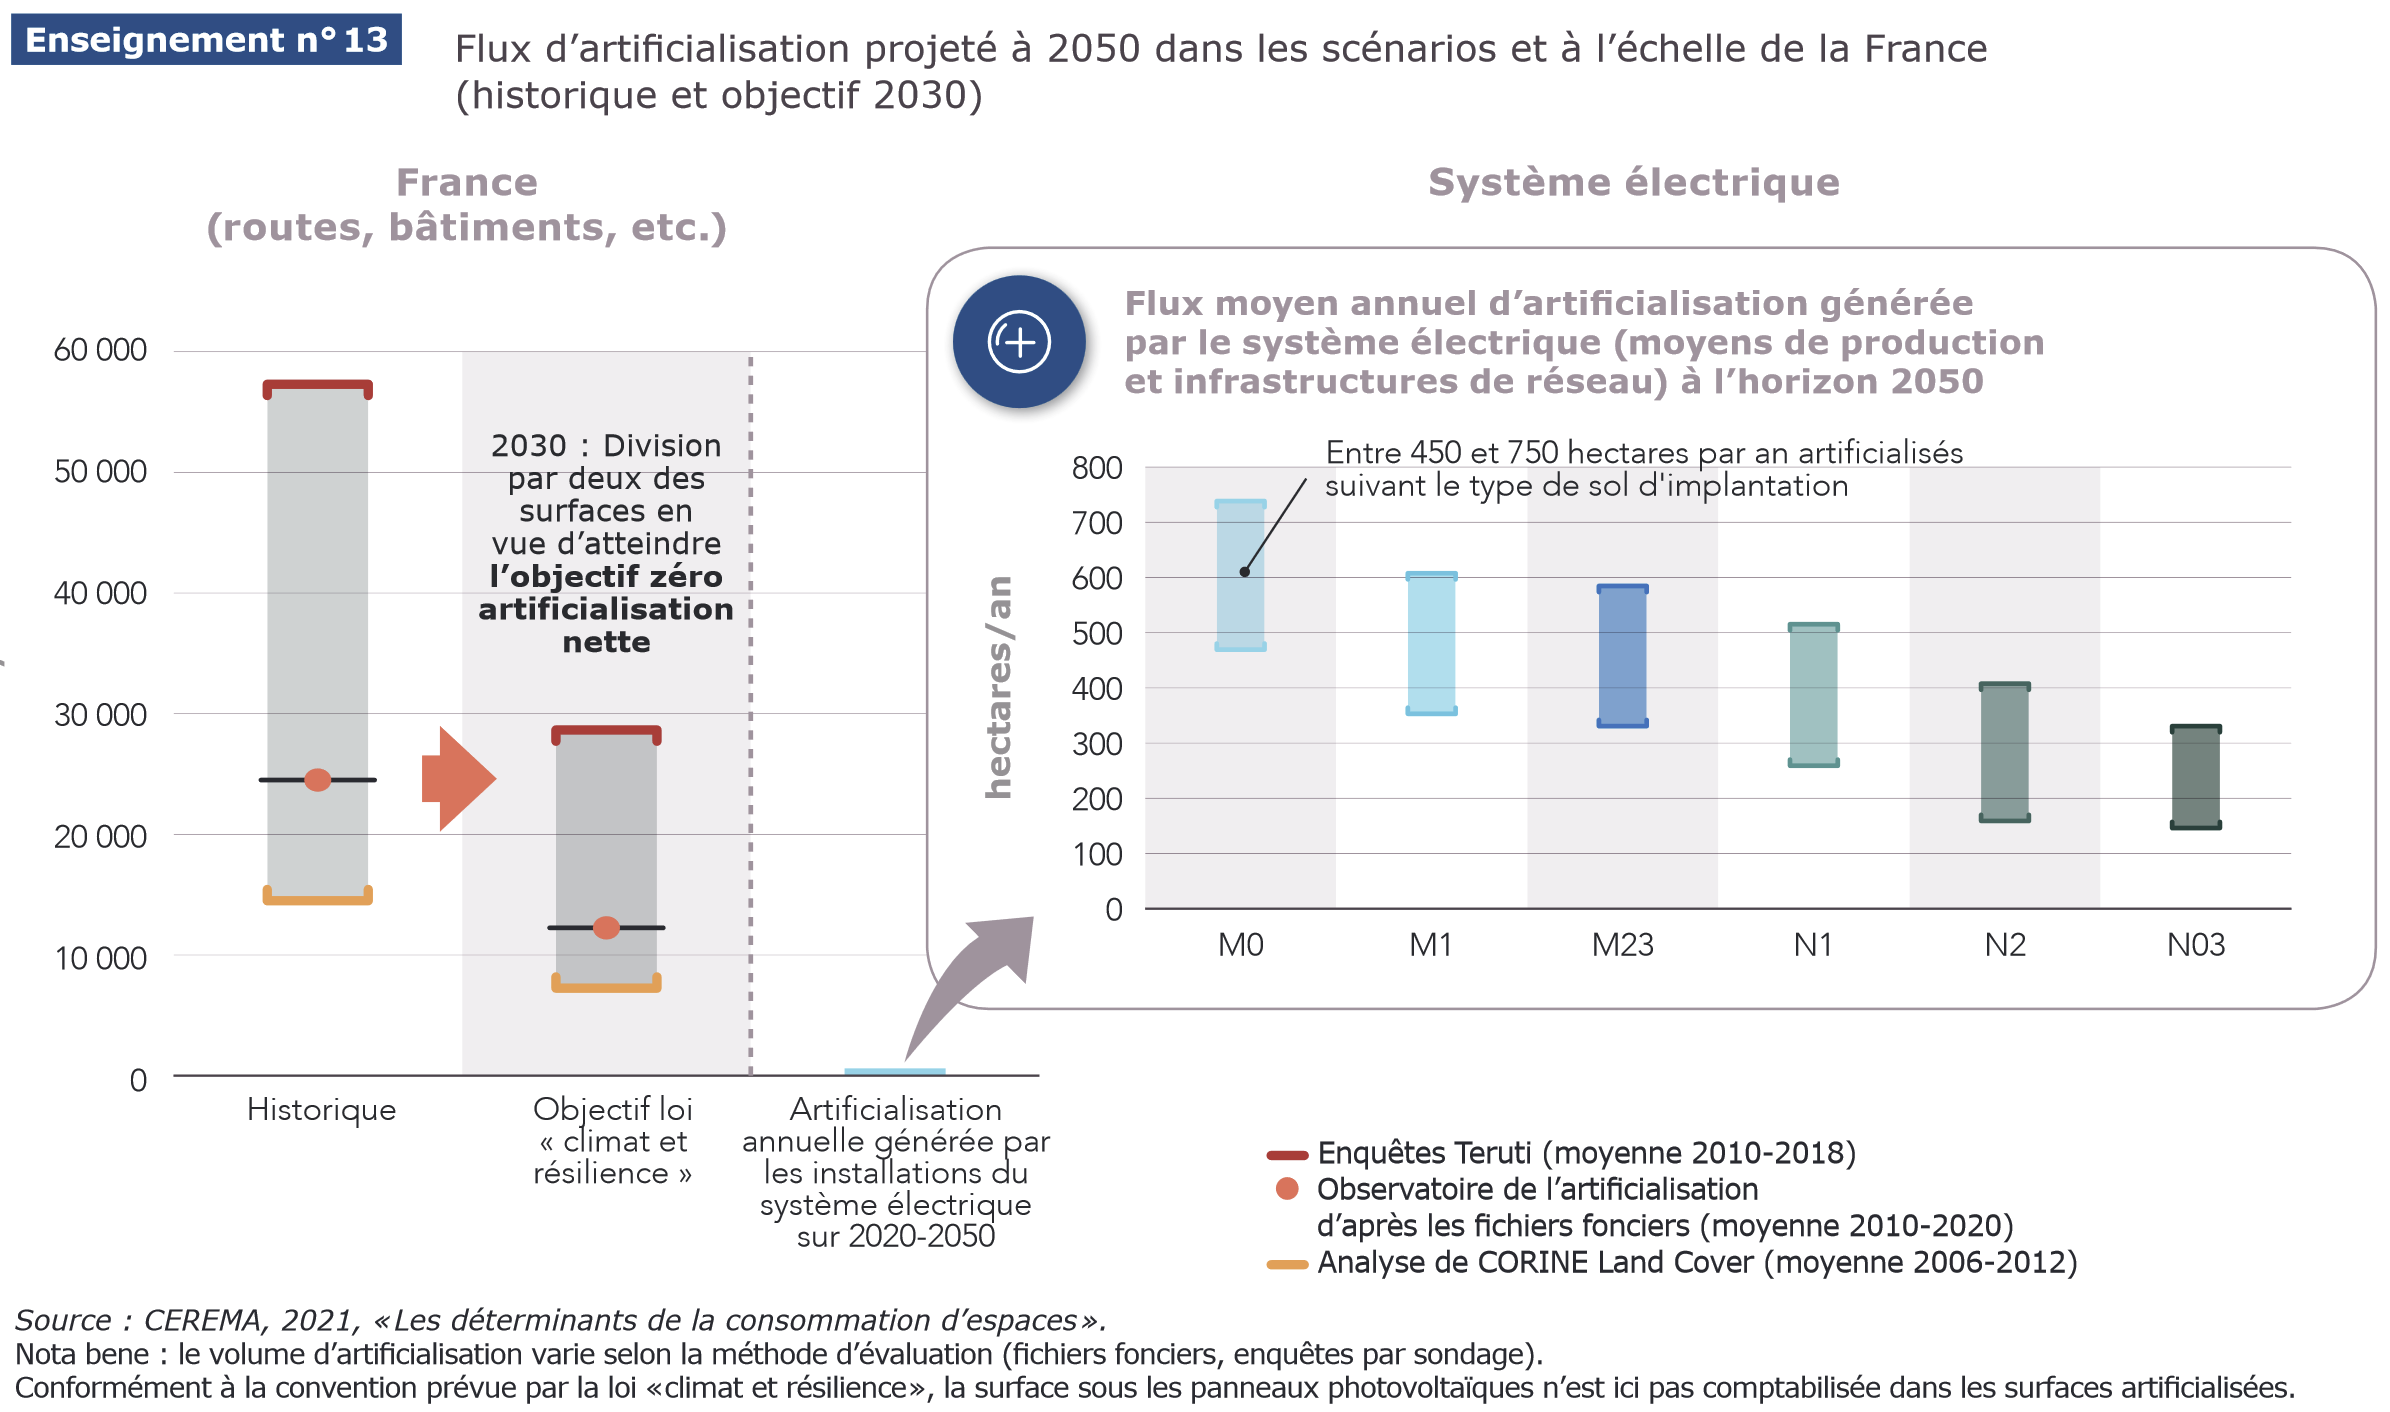 Enseignement n° 13
Flux d’artificialisation projeté à 2050 dans les scénarios et à l’échelle de la France
(historique et objectif 2030)
France
(routes, bâtiments, etc.)
60 000
50 000
40 000
30 000
20 000
10 000
0
2030 : Division
par deux des
surfaces en
vue d’atteindre
l’objectif zéro
artificialisation
nette
Historique
Objectif loi
« climat et
résilience »
Artificialisation
annuelle générée par
les installations du
système électrique
sur 2020-2050
Système électrique
Flux moyen annuel d’artificialisation générée
par le système électrique (moyens de production
et infrastructures de réseau) à l’horizon 2050
Entre 450 et 750 hectares par an artificialisés
suivant le type de sol d'implantation
hectares/an
800
700
600
500
400
300
200
100
0
M0
M1
M23
N1
N2
N03
Enquêtes Teruti (moyenne 2010-2018)
Observatoire de l’artificialisation
d’après les fichiers fonciers (moyenne 2010-2020)
Analyse de CORINE Land Cover (moyenne 2006-2012)
Source : CEREMA, 2021, «Les déterminants de la consommation d’espaces».
Nota bene : le volume d’artificialisation varie selon la méthode d’évaluation (fichiers fonciers, enquêtes par sondage).
Conformément à la convention prévue par la loi «climat et résilience», la surface sous les panneaux photovoltaïques n’est ici pas comptabilisée dans les surfaces artificialisées.